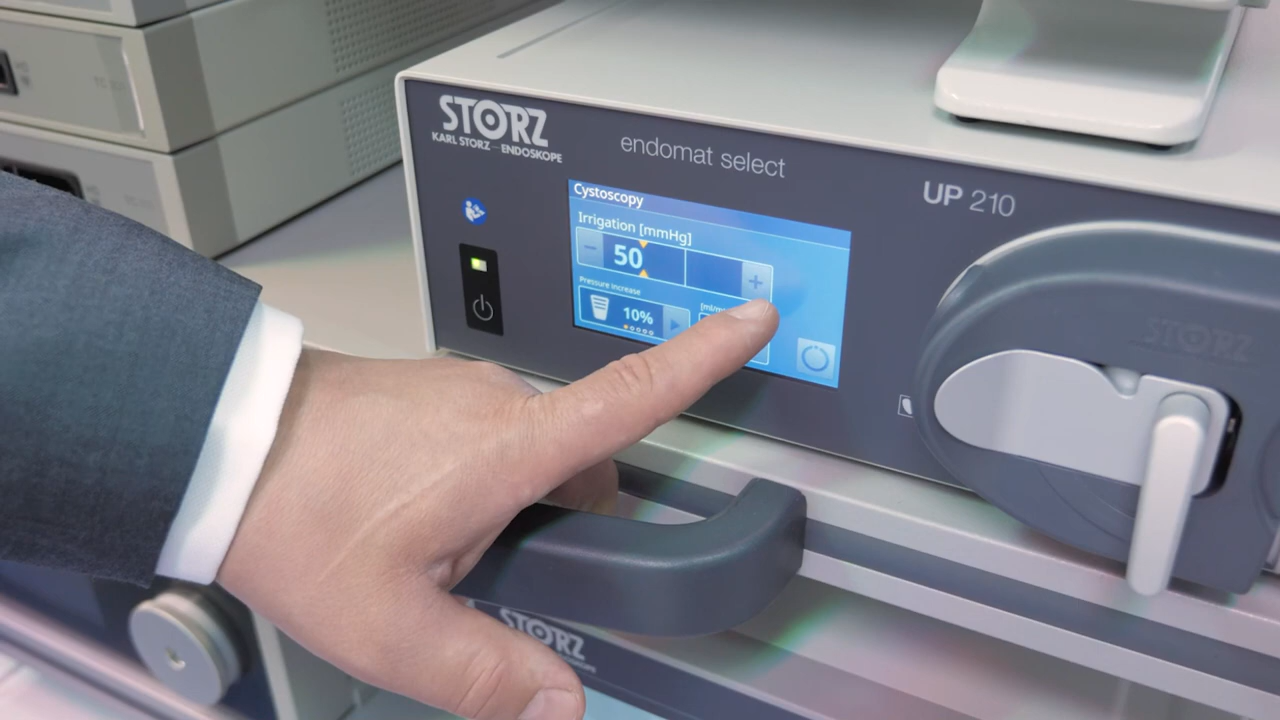 STORZ
KARL STORZ — ENDOSKOPE
endomat select
UP 210
Cystoscopy
Irrigation [mmHg]
− 50 +
Pressure Increase
10%
STORZ
STORZ